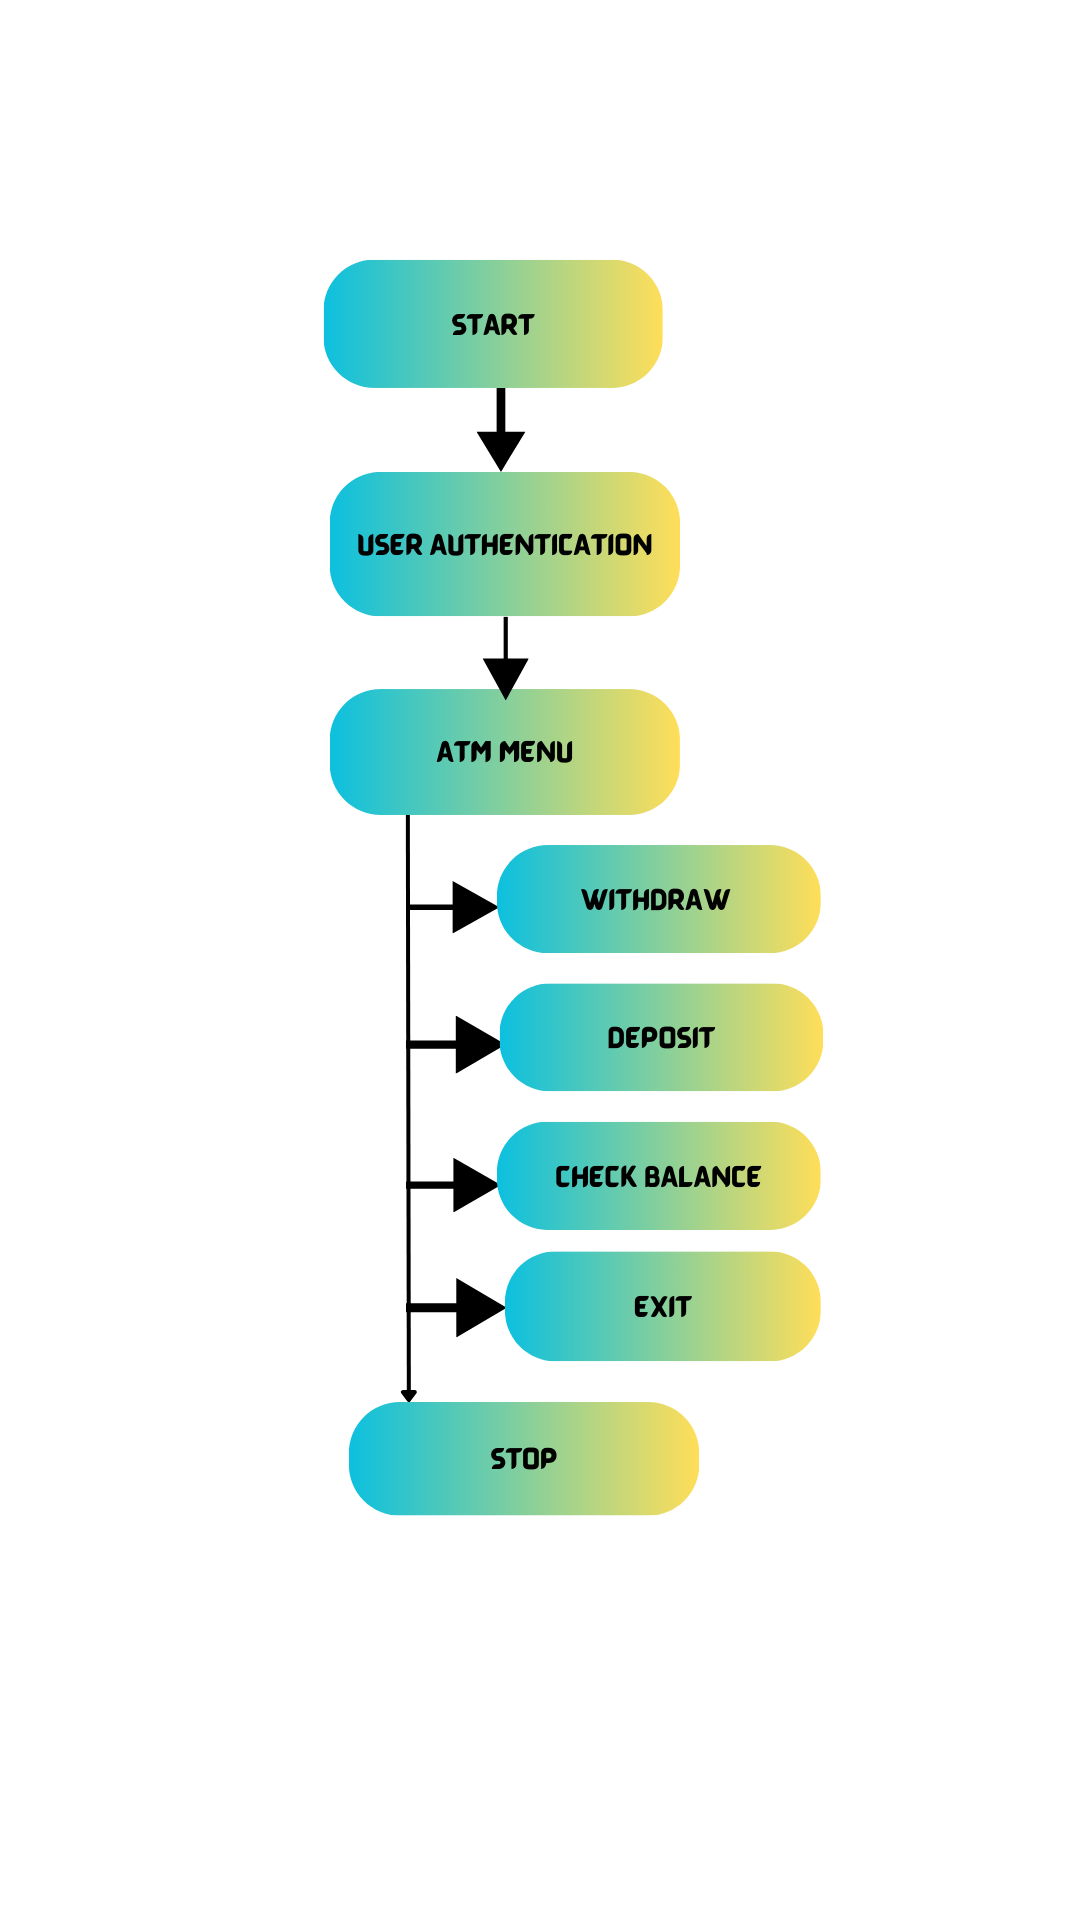 START
USER AUTHENTICATION
ATM MENU
WITHDRAW
DEPOSIT
CHECK BALANCE
EXIT
STOP